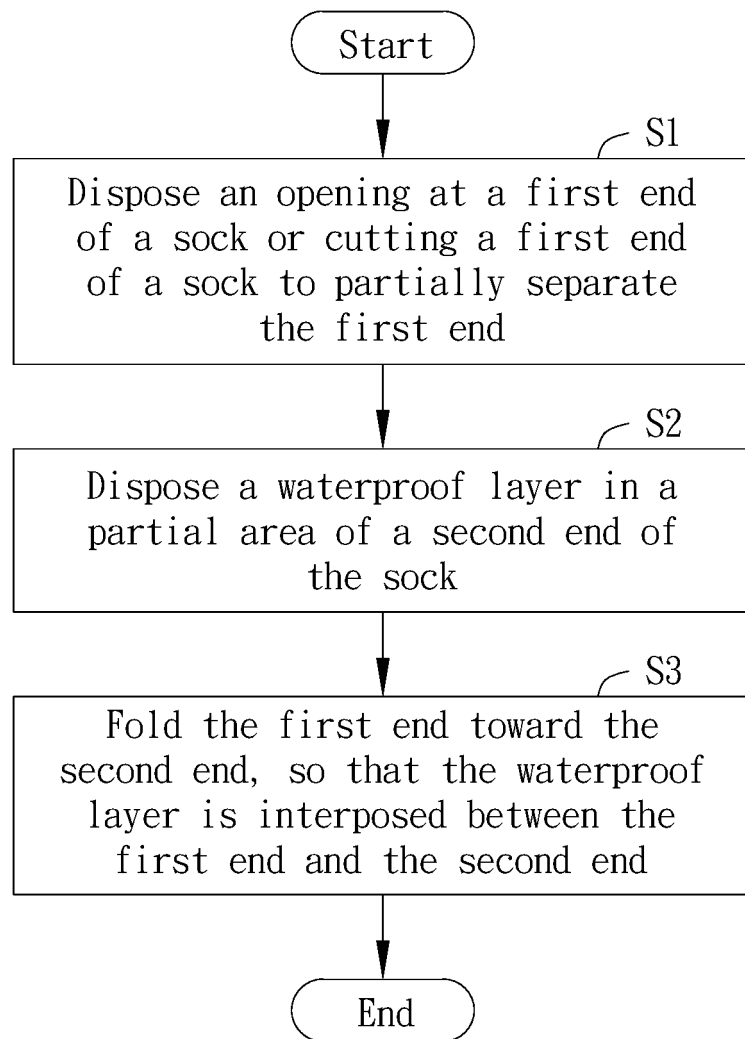 Start
S1
Dispose an opening at a first end
of a sock or cutting a first end
of a sock to partially separate
the first end
S2
Dispose a waterproof layer in a
partial area of a second end of
the sock
S3
Fold the first end toward the
second end, so that the waterproof
layer is interposed between the
first end and the second end
End